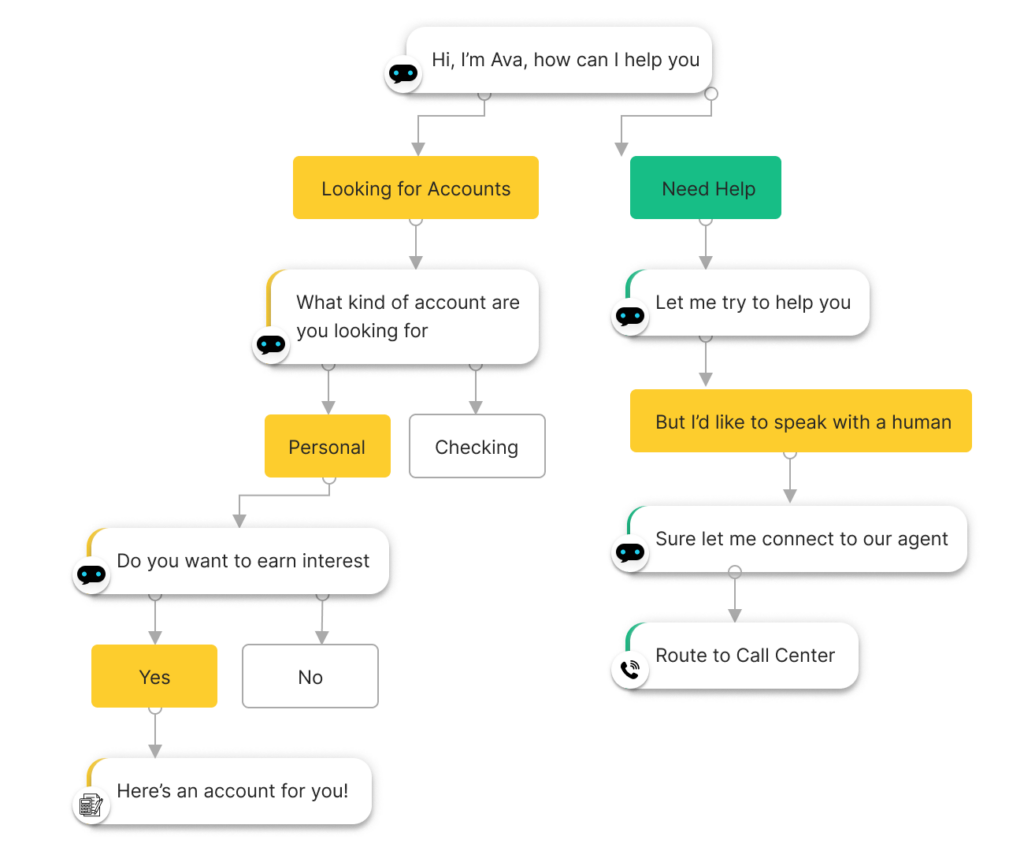 Hi, I’m Ava, how can I help you
Looking for Accounts
Need Help
What kind of account are
you looking for
Let me try to help you
But I’d like to speak with a human
Personal
Checking
Sure let me connect to our agent
Do you want to earn interest
Route to Call Center
Yes
No
Here’s an account for you!